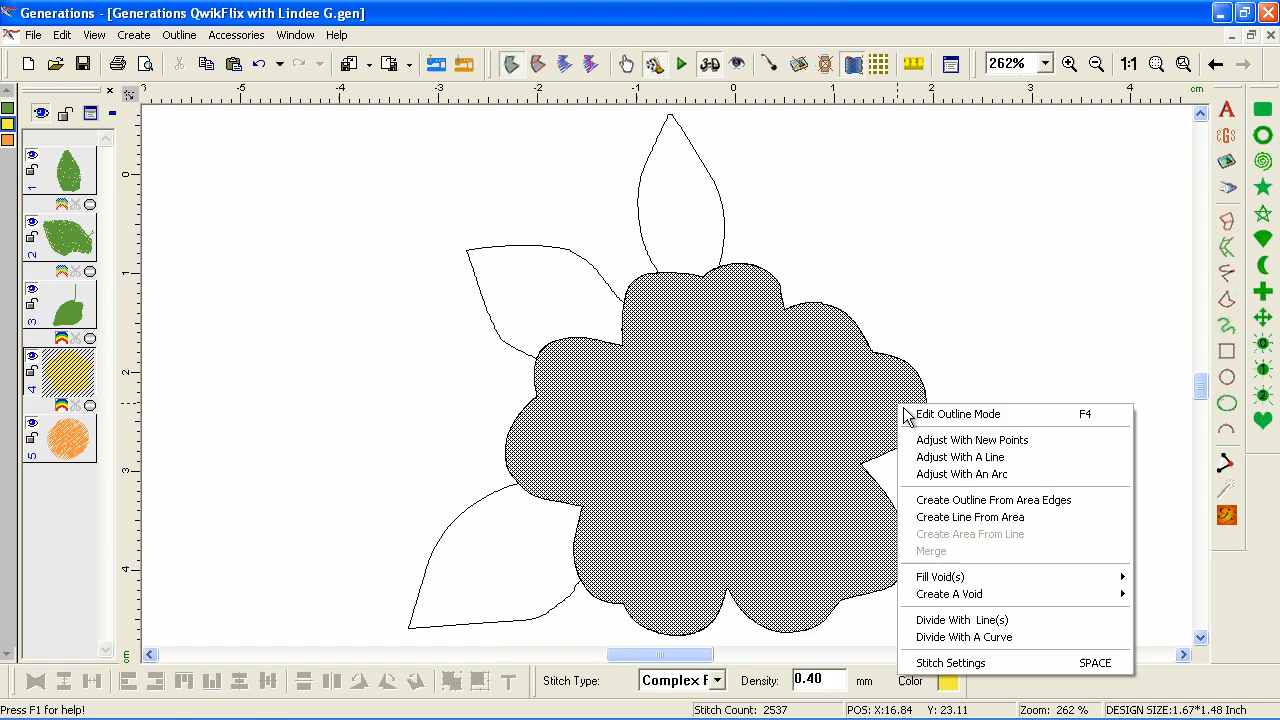 Generations - [Generations QwikFlix with Lindee G.gen]
File Edit View Create Outline Accessories Window Help
262% 1:1
-5 -4 -3 -2 -1 0 1 2 3 4 cm
0
1
2
3
4
cm
1
2
3
4
5
A
0
1
2
Edit Outline Mode F4
Adjust With New Points
Adjust With A Line
Adjust With An Arc
Create Outline From Area Edges
Create Line From Area
Create Area From Line
Merge
Fill Void(s)
Create A Void
Divide With Line(s)
Divide With A Curve
Stitch Settings SPACE
Stitch Type: Complex F Density: 0.40 mm Color
Press F1 for help! Stitch Count: 2537 POS: X:16.84 Y: 23.11 Zoom: 262 % DESIGN SIZE:1.67*1.48 Inch